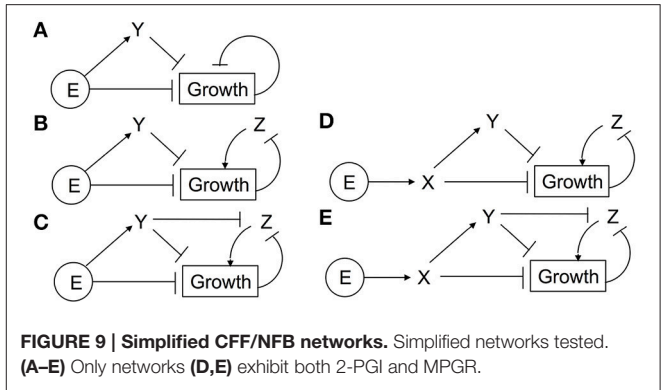 A
Y
E
Growth
B
Y
Z
E
Growth
C
Y
Z
E
Growth
D
Y
Z
E
X
Growth
E
Y
Z
E
X
Growth
FIGURE 9 | Simplified CFF/NFB networks. Simplified networks tested.
(A–E) Only networks (D,E) exhibit both 2-PGI and MPGR.